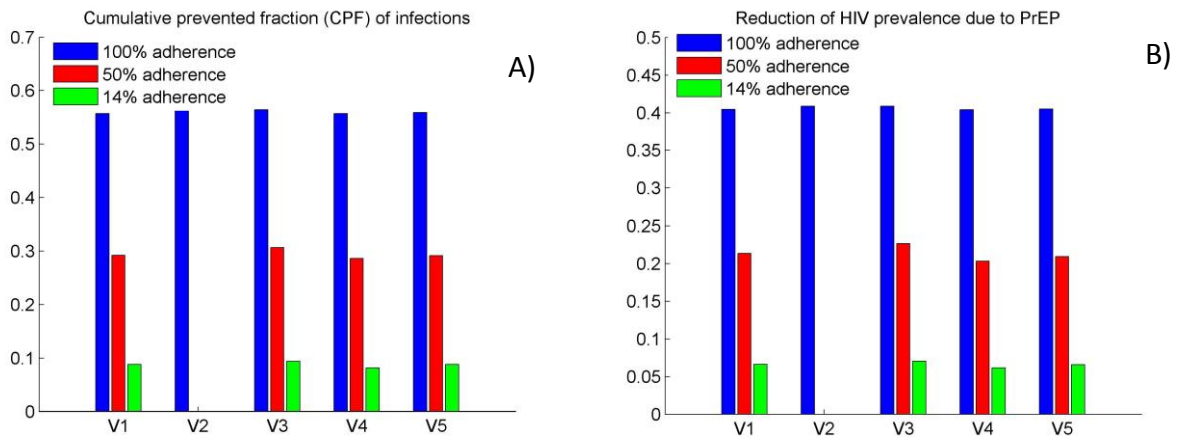 Cumulative prevented fraction (CPF) of infections
0.7
0.6
0.5
0.4
0.3
0.2
0.1
0
100% adherence
50% adherence
14% adherence
A)
V1 V2 V3 V4 V5
Reduction of HIV prevalence due to PrEP
0.5
0.45
0.4
0.35
0.3
0.25
0.2
0.15
0.1
0.05
0
100% adherence
50% adherence
14% adherence
B)
V1 V2 V3 V4 V5